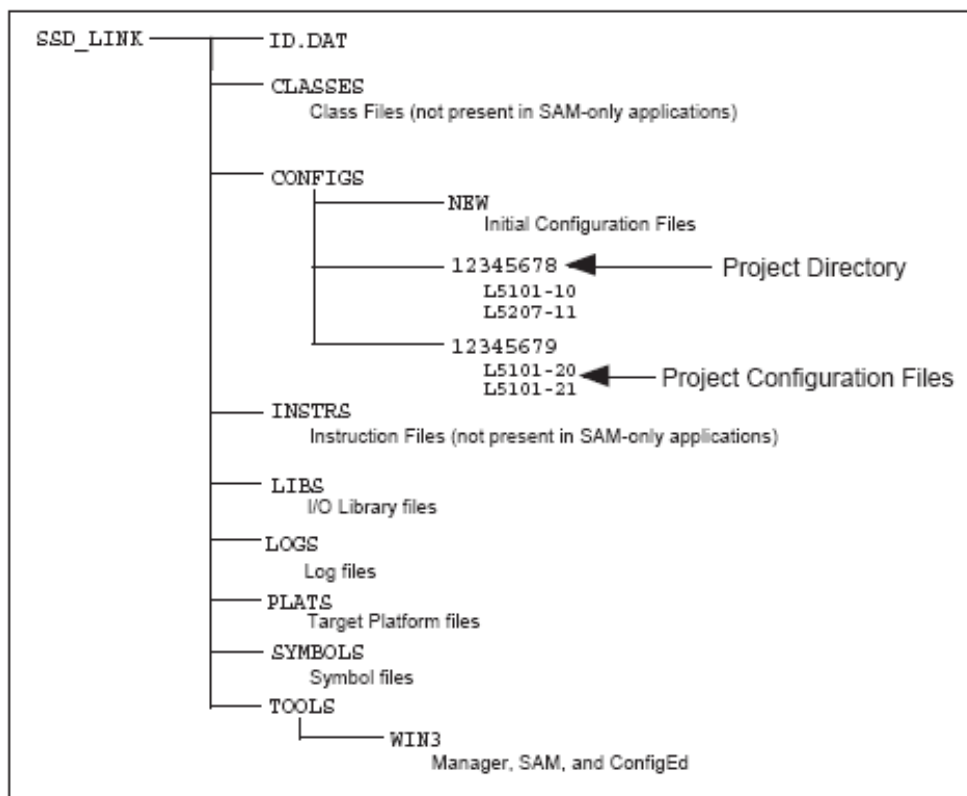 SSD_LINK
ID.DAT
CLASSES
Class Files (not present in SAM-only applications)
CONFIGS
NEW
Initial Configuration Files
12345678
Project Directory
L5101-10
L5207-11
12345679
L5101-20
Project Configuration Files
L5101-21
INSTRS
Instruction Files (not present in SAM-only applications)
LIBS
I/O Library files
LOGS
Log files
PLATS
Target Platform files
SYMBOLS
Symbol files
TOOLS
WIN3
Manager, SAM, and ConfigEd